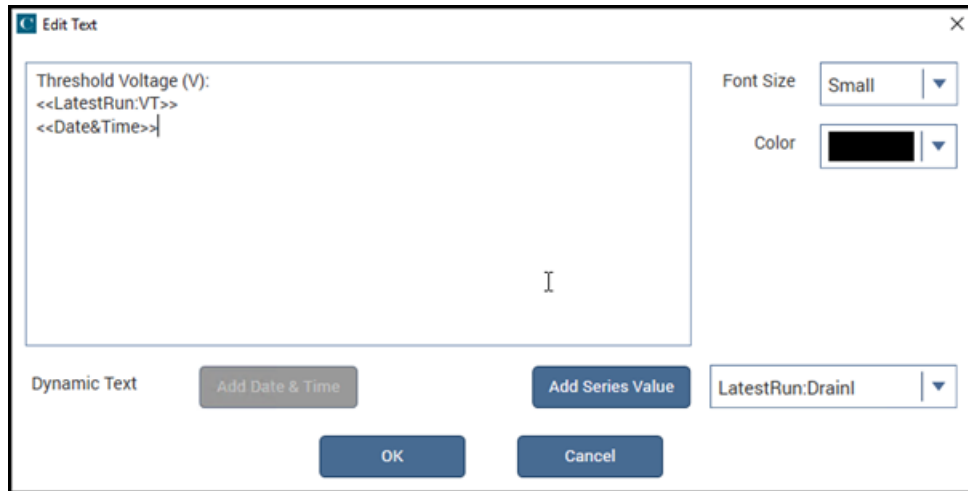 C Edit Text
Threshold Voltage (V):
<<LatestRun:VT>>
<<Date&Time>>
Font Size
Small
Color
Dynamic Text
Add Date & Time
Add Series Value
LatestRun:DrainI
OK
Cancel